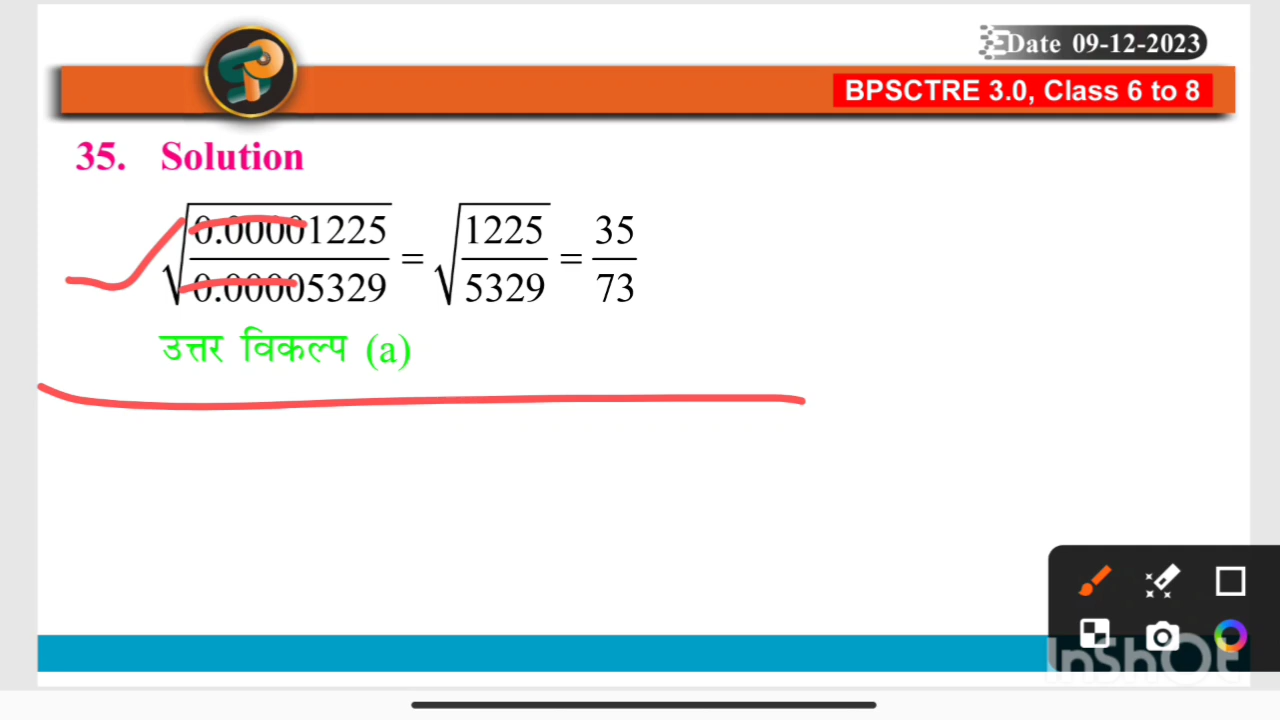 Date 09-12-2023
BPSCTRE 3.0, Class 6 to 8
35. Solution
√(0.00001225/0.00005329) = √(1225/5329) = 35/73
उत्तर विकल्प (a)
InShOt